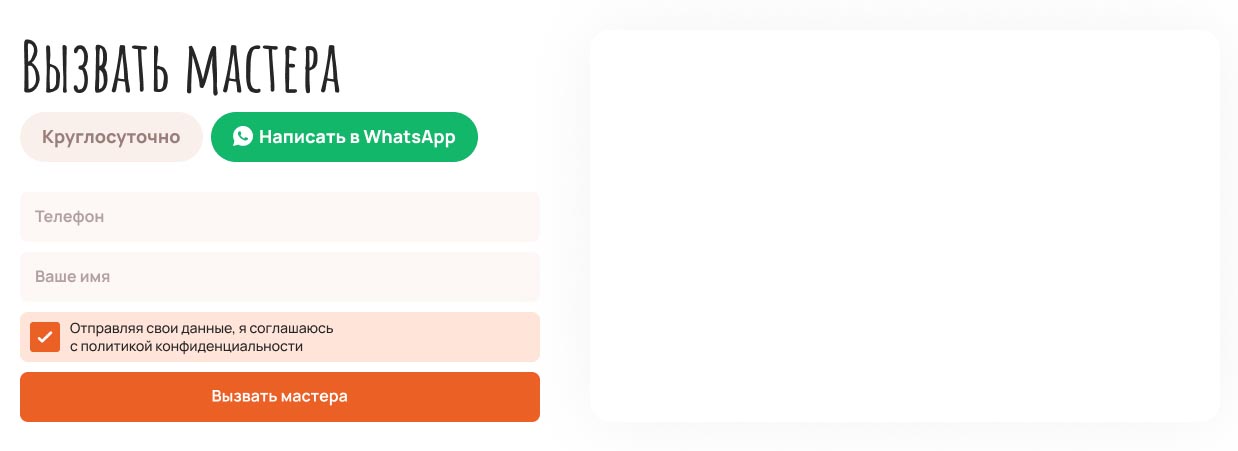 Вызвать мастера
Круглосуточно
Написать в WhatsApp
Телефон
Ваше имя
Отправляя свои данные, я соглашаюсь
с политикой конфиденциальности
Вызвать мастера